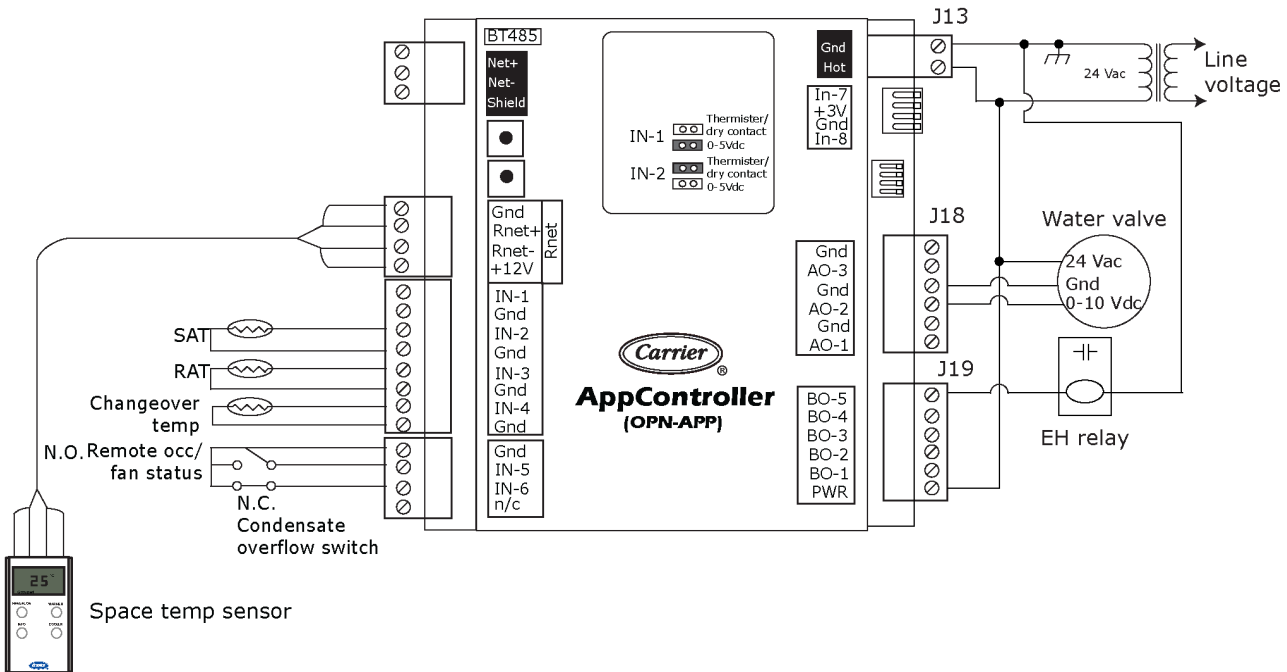 J13
BT485
Net+
Net-
Shield
Gnd
Hot
24 Vac
Line
voltage
In-7
+3V
Gnd
In-8
IN-1
Thermister/
dry contact
0-5Vdc
IN-2
Thermister/
dry contact
0-5Vdc
Gnd
Rnet+
Rnet-
+12V
Rnet
J18
Water valve
24 Vac
Gnd
0-10 Vdc
Gnd
AO-3
Gnd
AO-2
Gnd
AO-1
IN-1
Gnd
IN-2
Gnd
IN-3
Gnd
IN-4
Gnd
SAT
RAT
Changeover
temp
Carrier
®
AppController
(OPN-APP)
J19
BO-5
BO-4
BO-3
BO-2
BO-1
PWR
EH relay
N.O. Remote occ/
fan status
Gnd
IN-5
IN-6
n/c
N.C.
Condensate
overflow switch
25
Space temp sensor